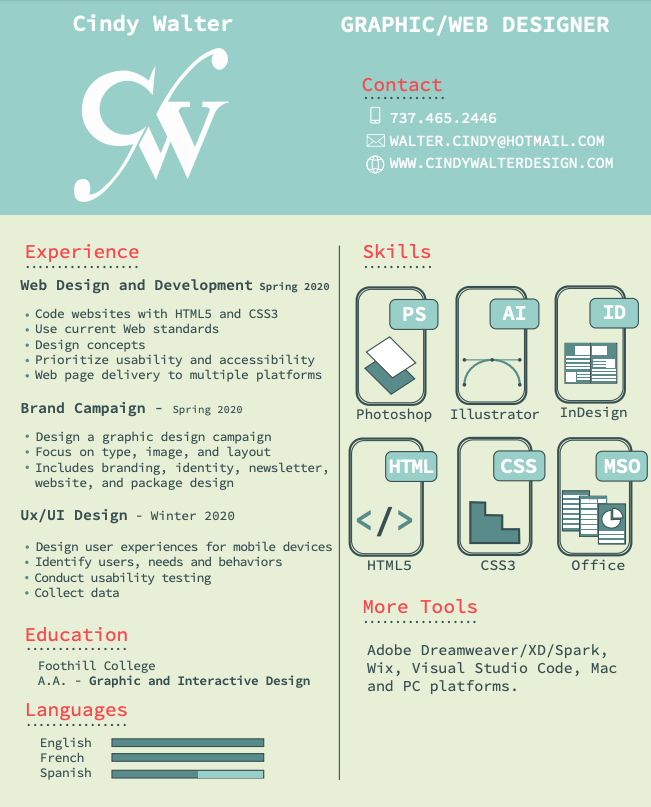 Cindy Walter
CW
GRAPHIC/WEB DESIGNER
Contact
737.465.2446
WALTER.CINDY@HOTMAIL.COM
WWW.CINDYWALTERDESIGN.COM
Experience
Web Design and Development Spring 2020
• Code websites with HTML5 and CSS3
• Use current Web standards
• Design concepts
• Prioritize usability and accessibility
• Web page delivery to multiple platforms
Brand Campaign - Spring 2020
• Design a graphic design campaign
• Focus on type, image, and layout
• Includes branding, identity, newsletter,
website, and package design
Ux/UI Design - Winter 2020
• Design user experiences for mobile devices
• Identify users, needs and behaviors
• Conduct usability testing
• Collect data
Education
Foothill College
A.A. - Graphic and Interactive Design
Languages
English
French
Spanish
Skills
PS
AI
ID
Photoshop
Illustrator
InDesign
HTML
CSS
MSO
</>
HTML5
CSS3
Office
More Tools
Adobe Dreamweaver/XD/Spark,
Wix, Visual Studio Code, Mac
and PC platforms.